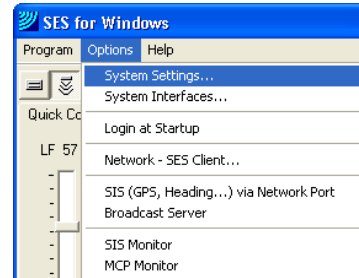 SES for Windows
Program Options Help
System Settings...
System Interfaces...
Quick Co
Login at Startup
LF 57
Network - SES Client...
SIS (GPS, Heading...) via Network Port
Broadcast Server
SIS Monitor
MCP Monitor